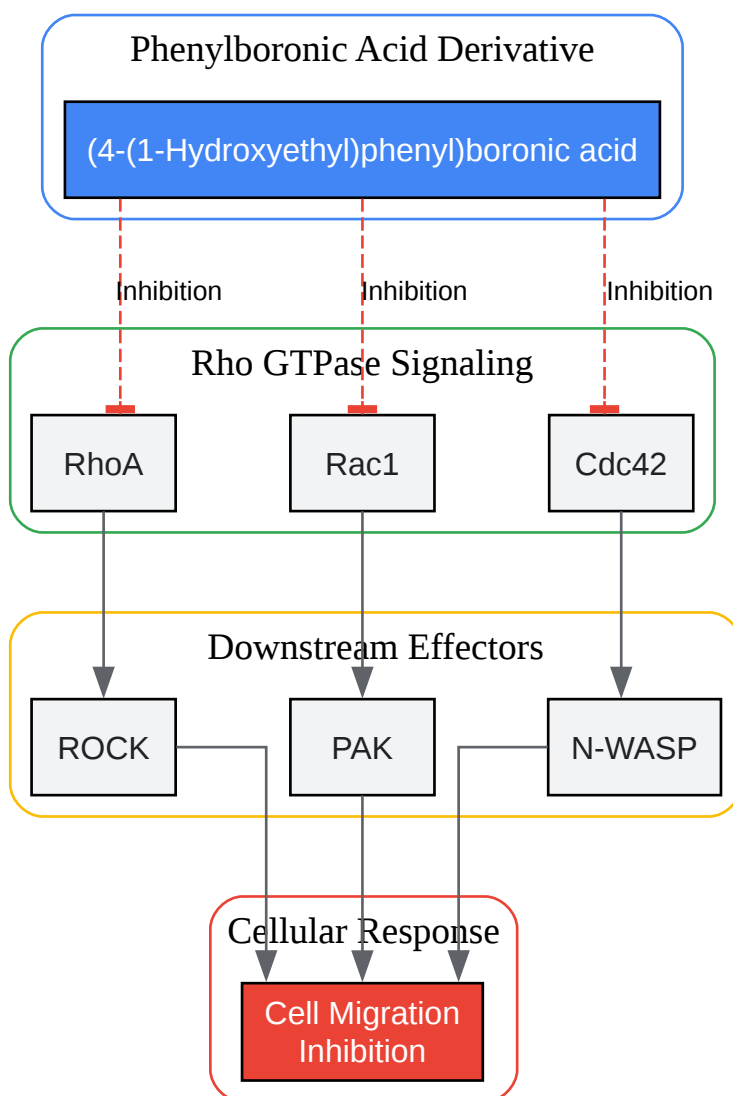 Phenylboronic Acid Derivative
(4-(1-Hydroxyethyl)phenyl)boronic acid
Inhibition
Inhibition
Inhibition
Rho GTPase Signaling
RhoA
Rac1
Cdc42
Downstream Effectors
ROCK
PAK
N-WASP
Cellular Response
Cell Migration
Inhibition